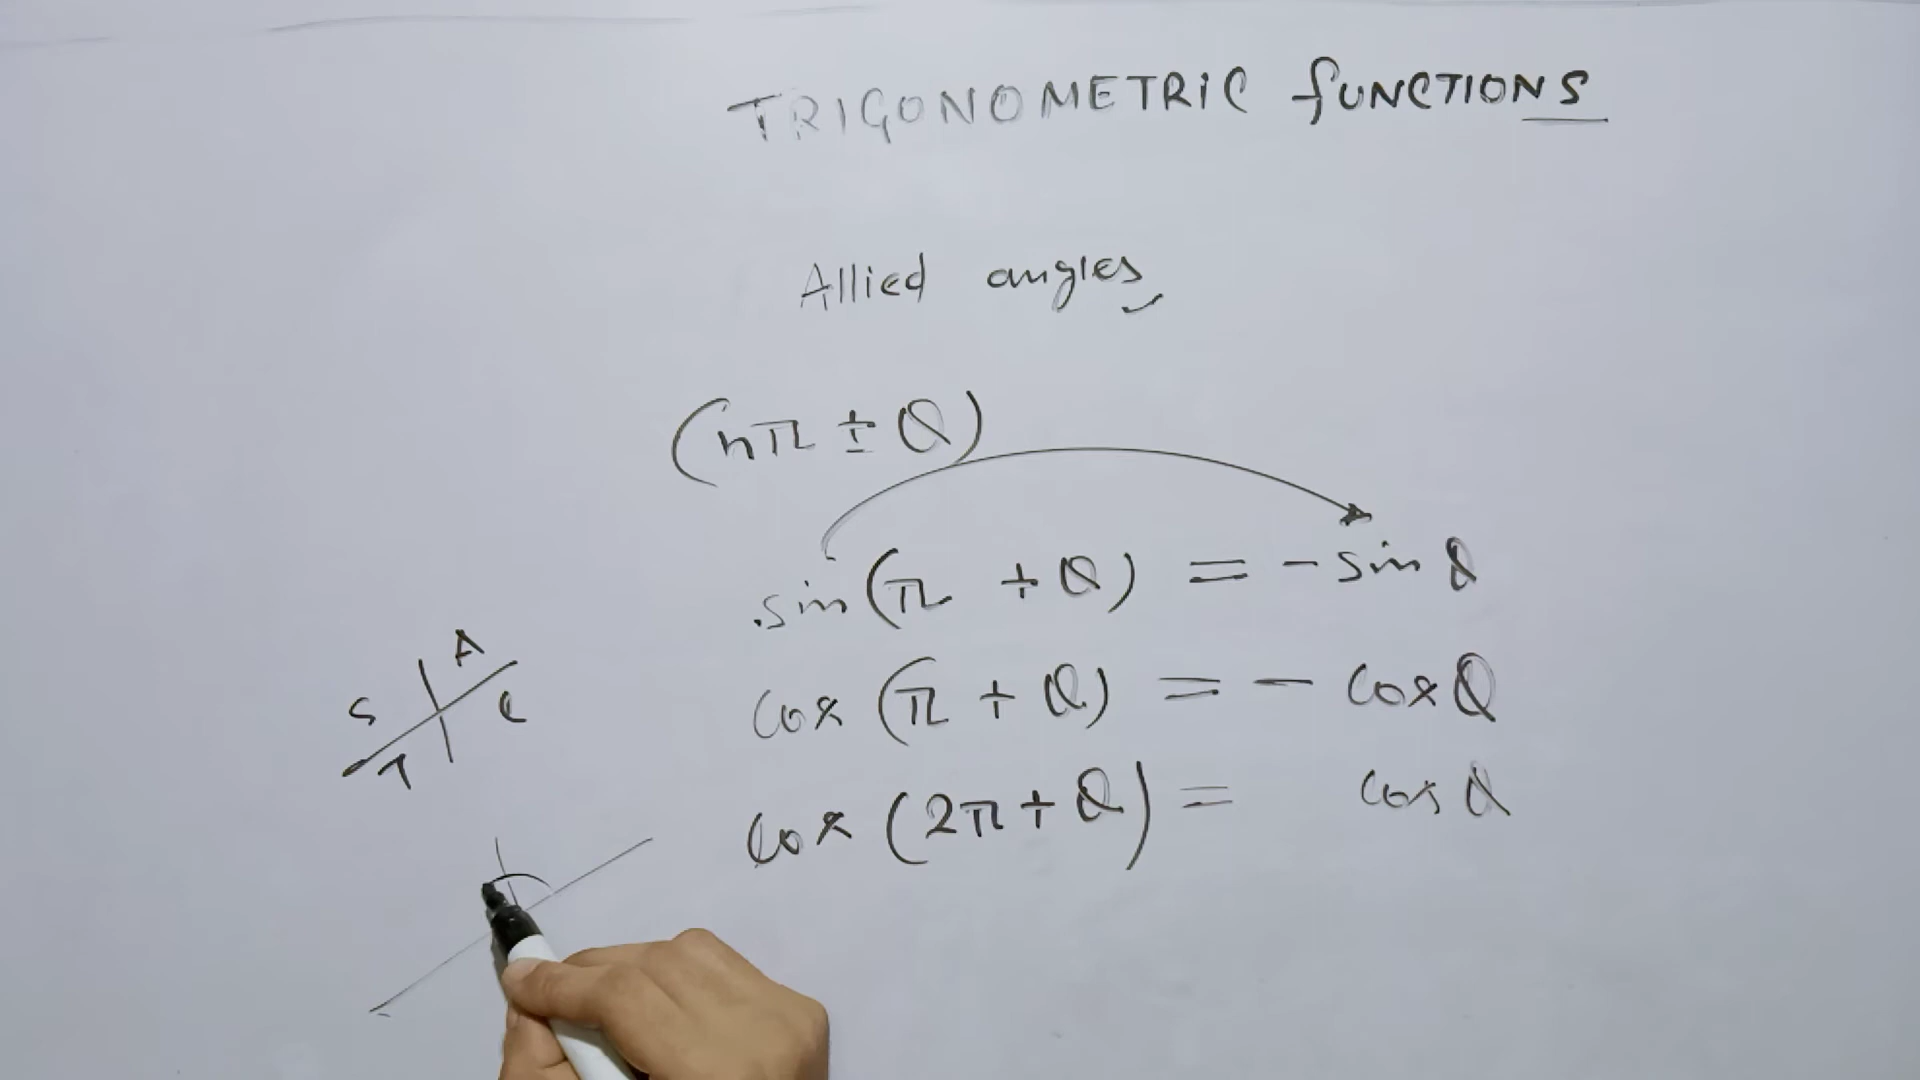 TRIGONOMETRIC fUNCTIONS
Allied angles
(nπ ± θ)
sin(π + θ) = - sin θ
cos (π + θ) = - cos θ
cos (2π + θ) = cos θ
A
S C
T